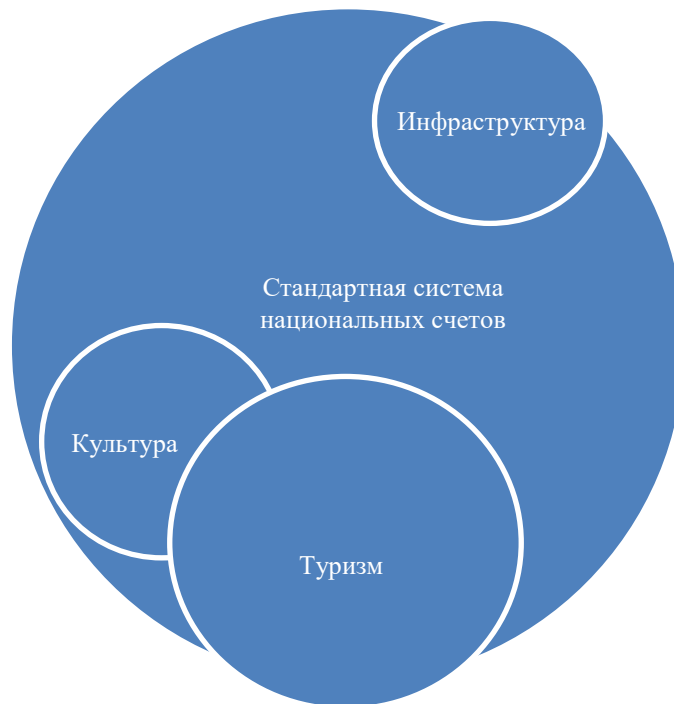 Инфраструктура
Стандартная система
национальных счетов
Культура
Туризм